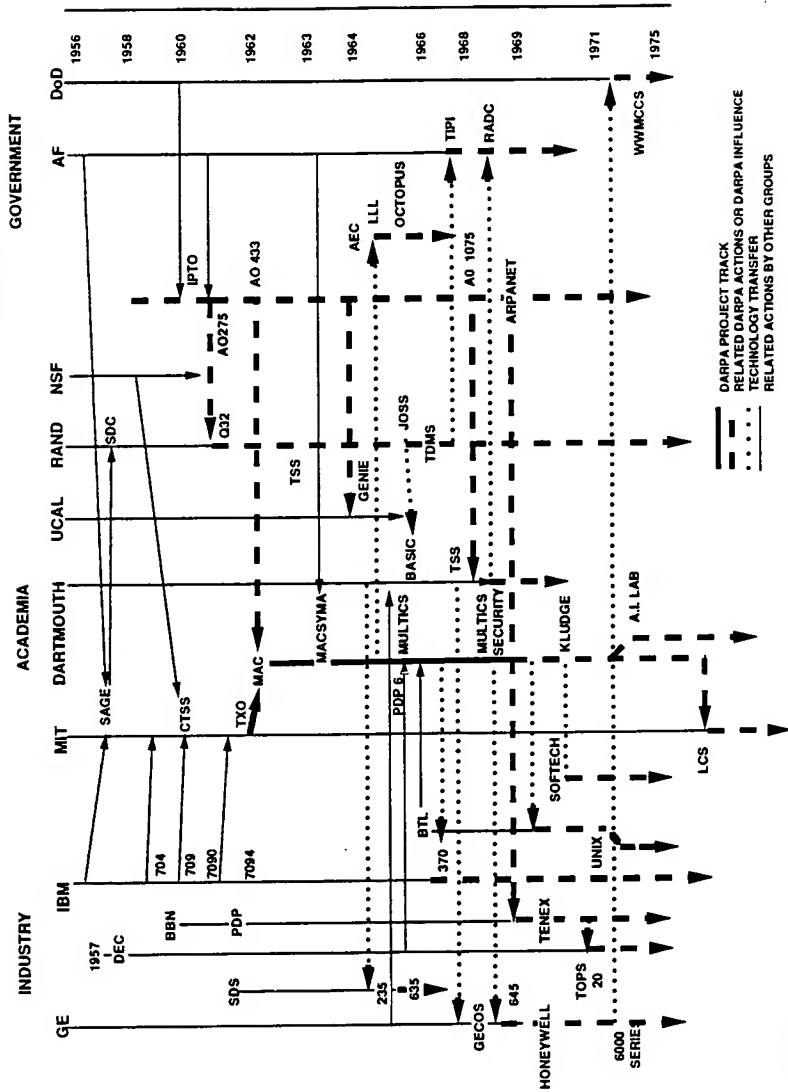 INDUSTRY
ACADEMIA
GOVERNMENT
GE
IBM
MIT
DARTMOUTH
UCAL
RAND
NSF
AF
DoD
1956
1958
1960
1962
1963
1964
1966
1968
1969
1971
1975
1957
DEC
SDS
BBN
PDP
704
709
7090
7094
SAGE
SDC
CTSS
TXO
MAC
IPTO
AO275
AO 433
Q32
TSS
MACSYMA
GENIE
235
635
PDP 6
MULTICS
BASIC
JOSS
TDMS
AEC
LLL
OCTOPUS
TIPI
RADC
BTL
370
TSS
A0 1075
GECOS
645
MULTICS
SECURITY
ARPANET
HONEYWELL
TENEX
TOPS
20
UNIX
SOFTECH
KLUDGE
6000
SERIES
A.I. LAB
LCS
WWMCCS
DARPA PROJECT TRACK
RELATED DARPA ACTIONS OR DARPA INFLUENCE
TECHNOLOGY TRANSFER
RELATED ACTIONS BY OTHER GROUPS